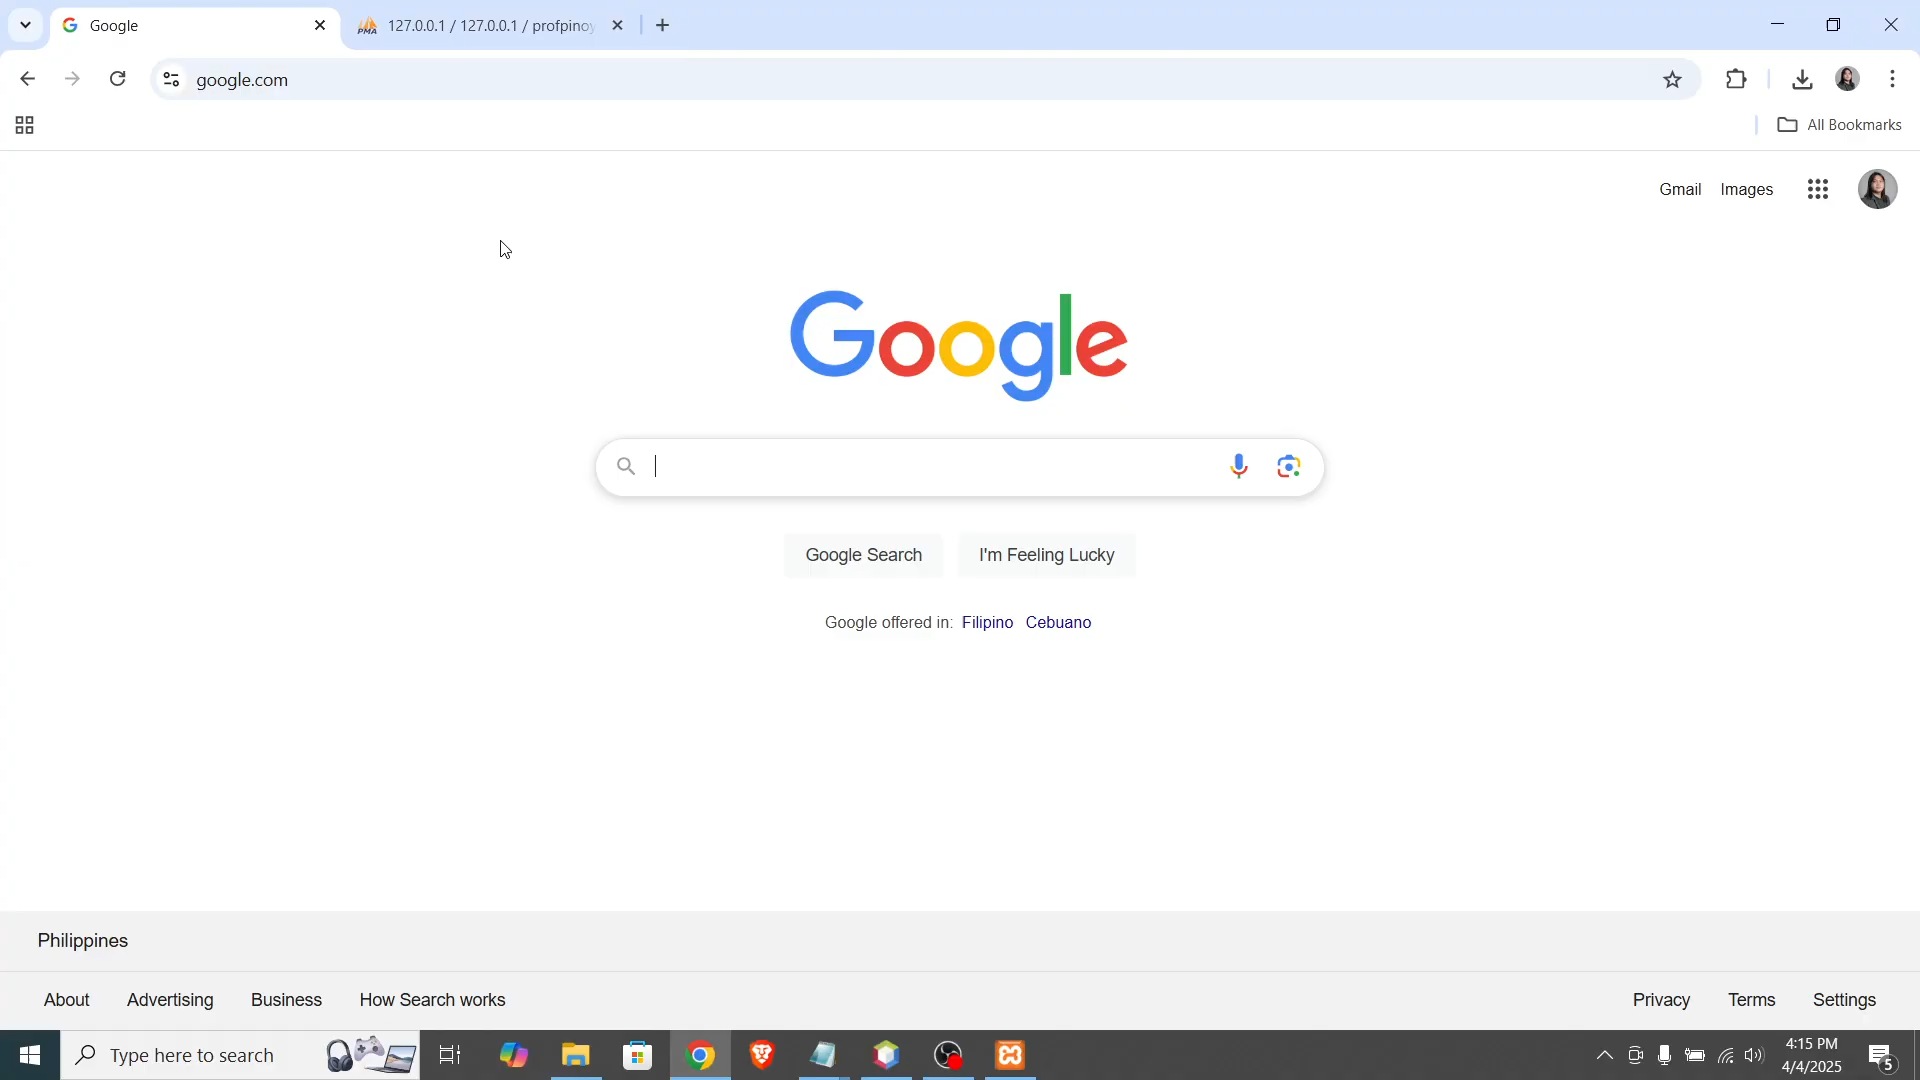 Google
127.0.0.1 / 127.0.0.1 / profpinoy
google.com
All Bookmarks
Gmail Images
Google
Google Search I'm Feeling Lucky
Google offered in: Filipino Cebuano
Philippines
About Advertising Business How Search works Privacy Terms Settings
Type here to search
4:15 PM
4/4/2025
5